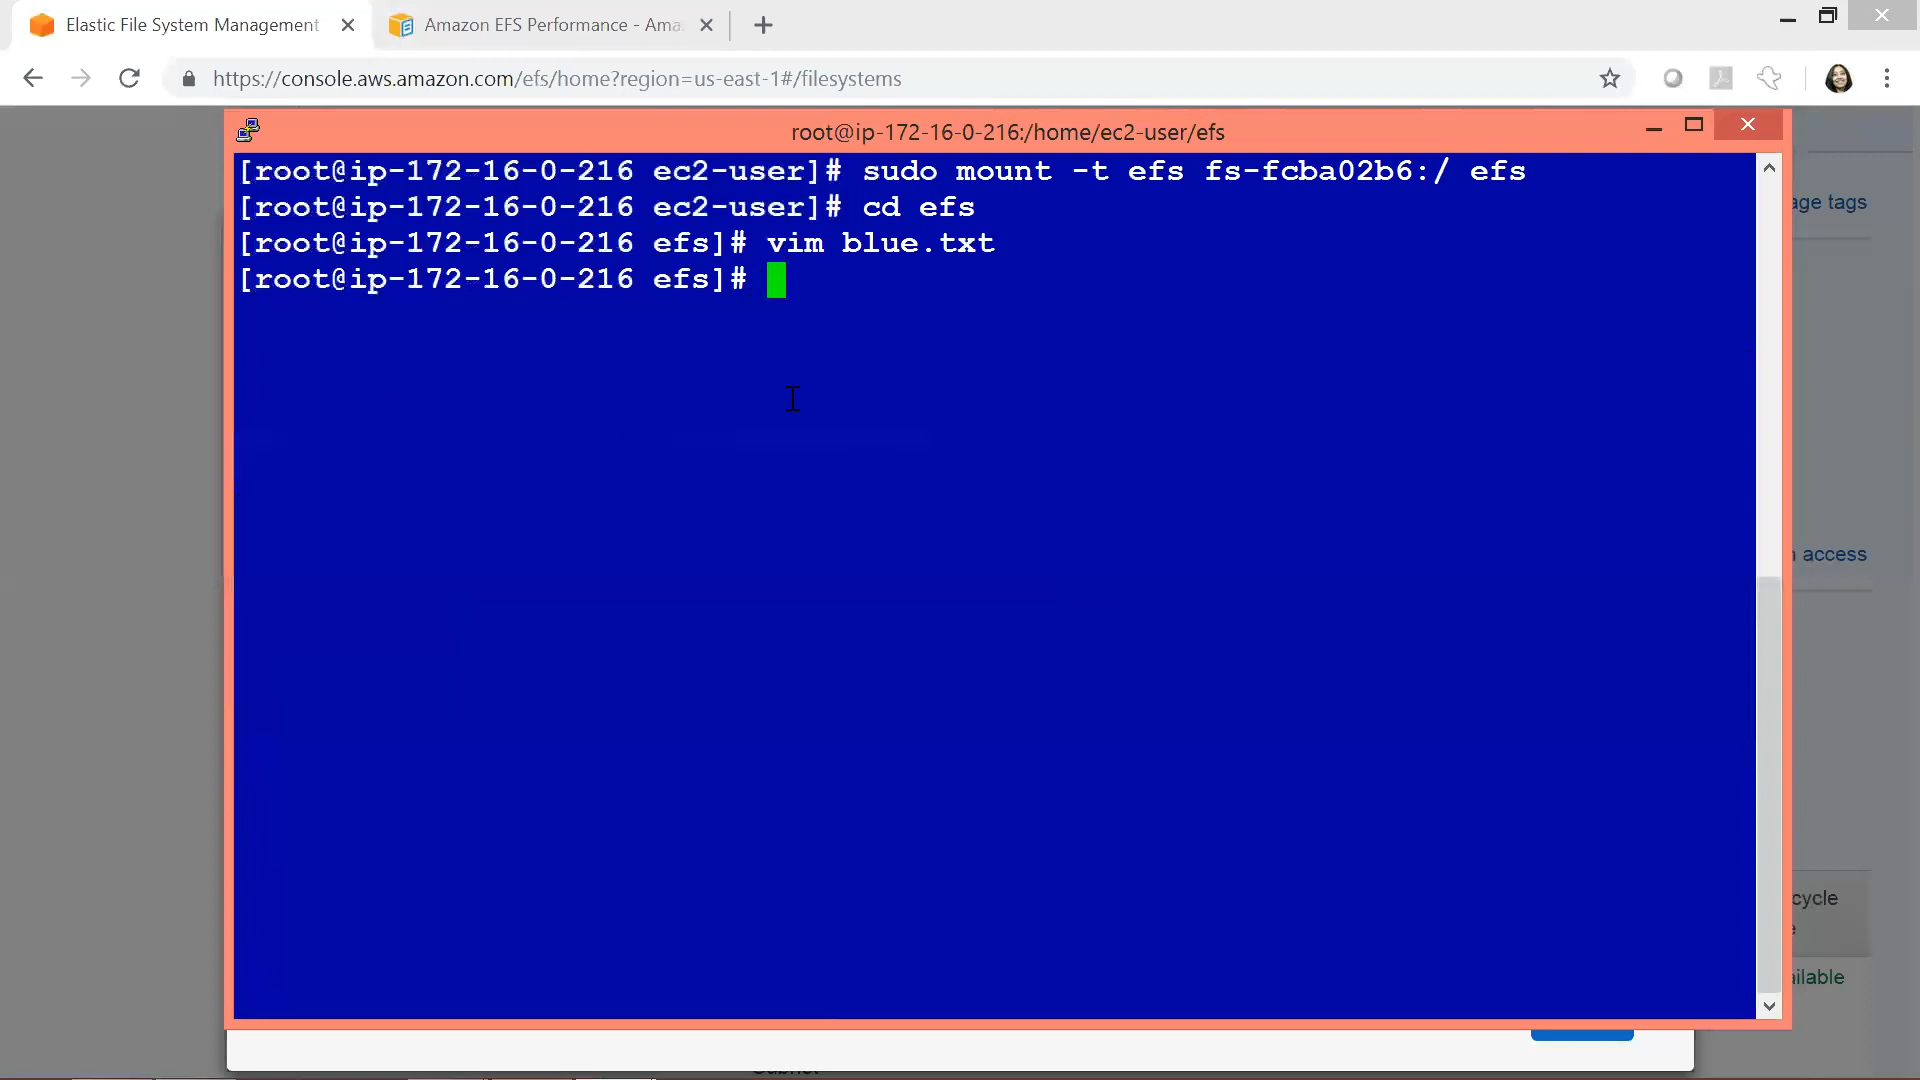 Elastic File System Management
Amazon EFS Performance - Ama
https://console.aws.amazon.com/efs/home?region=us-east-1#/filesystems
root@ip-172-16-0-216:/home/ec2-user/efs
[root@ip-172-16-0-216 ec2-user]# sudo mount -t efs fs-fcba02b6:/ efs
[root@ip-172-16-0-216 ec2-user]# cd efs
[root@ip-172-16-0-216 efs]# vim blue.txt
[root@ip-172-16-0-216 efs]#
age tags
access
cycle
ailable